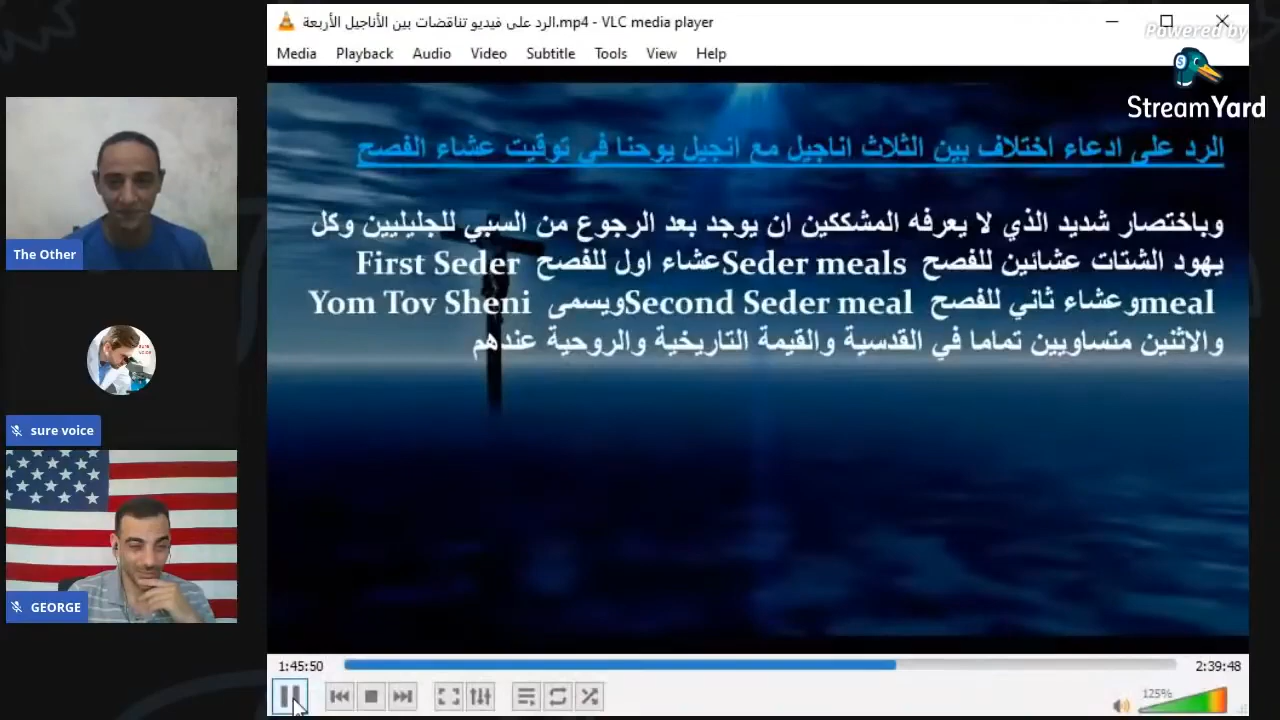 الرد على فيديو تناقضات بين الأناجيل الأربعة.mp4 - VLC media player
Media Playback Audio Video Subtitle Tools View Help
Powered by
StreamYard
الرد على ادعاء اختلاف بين الثلاث اناجيل مع انجيل يوحنا في توقيت عشاء الفصح
وباختصار شديد الذي لا يعرفه المشككين ان يوجد بعد الرجوع من السبي للجليليين وكل
يهود الشتات عشائين للفصح Seder meals عشاء اول للفصح First Seder
meal وعشاء ثاني للفصح Second Seder meal ويسمى Yom Tov Sheni
والاثنين متساويين تماما في القدسية والقيمة التاريخية والروحية عندهم
The Other
sure voice
GEORGE
1:45:50
2:39:48
125%